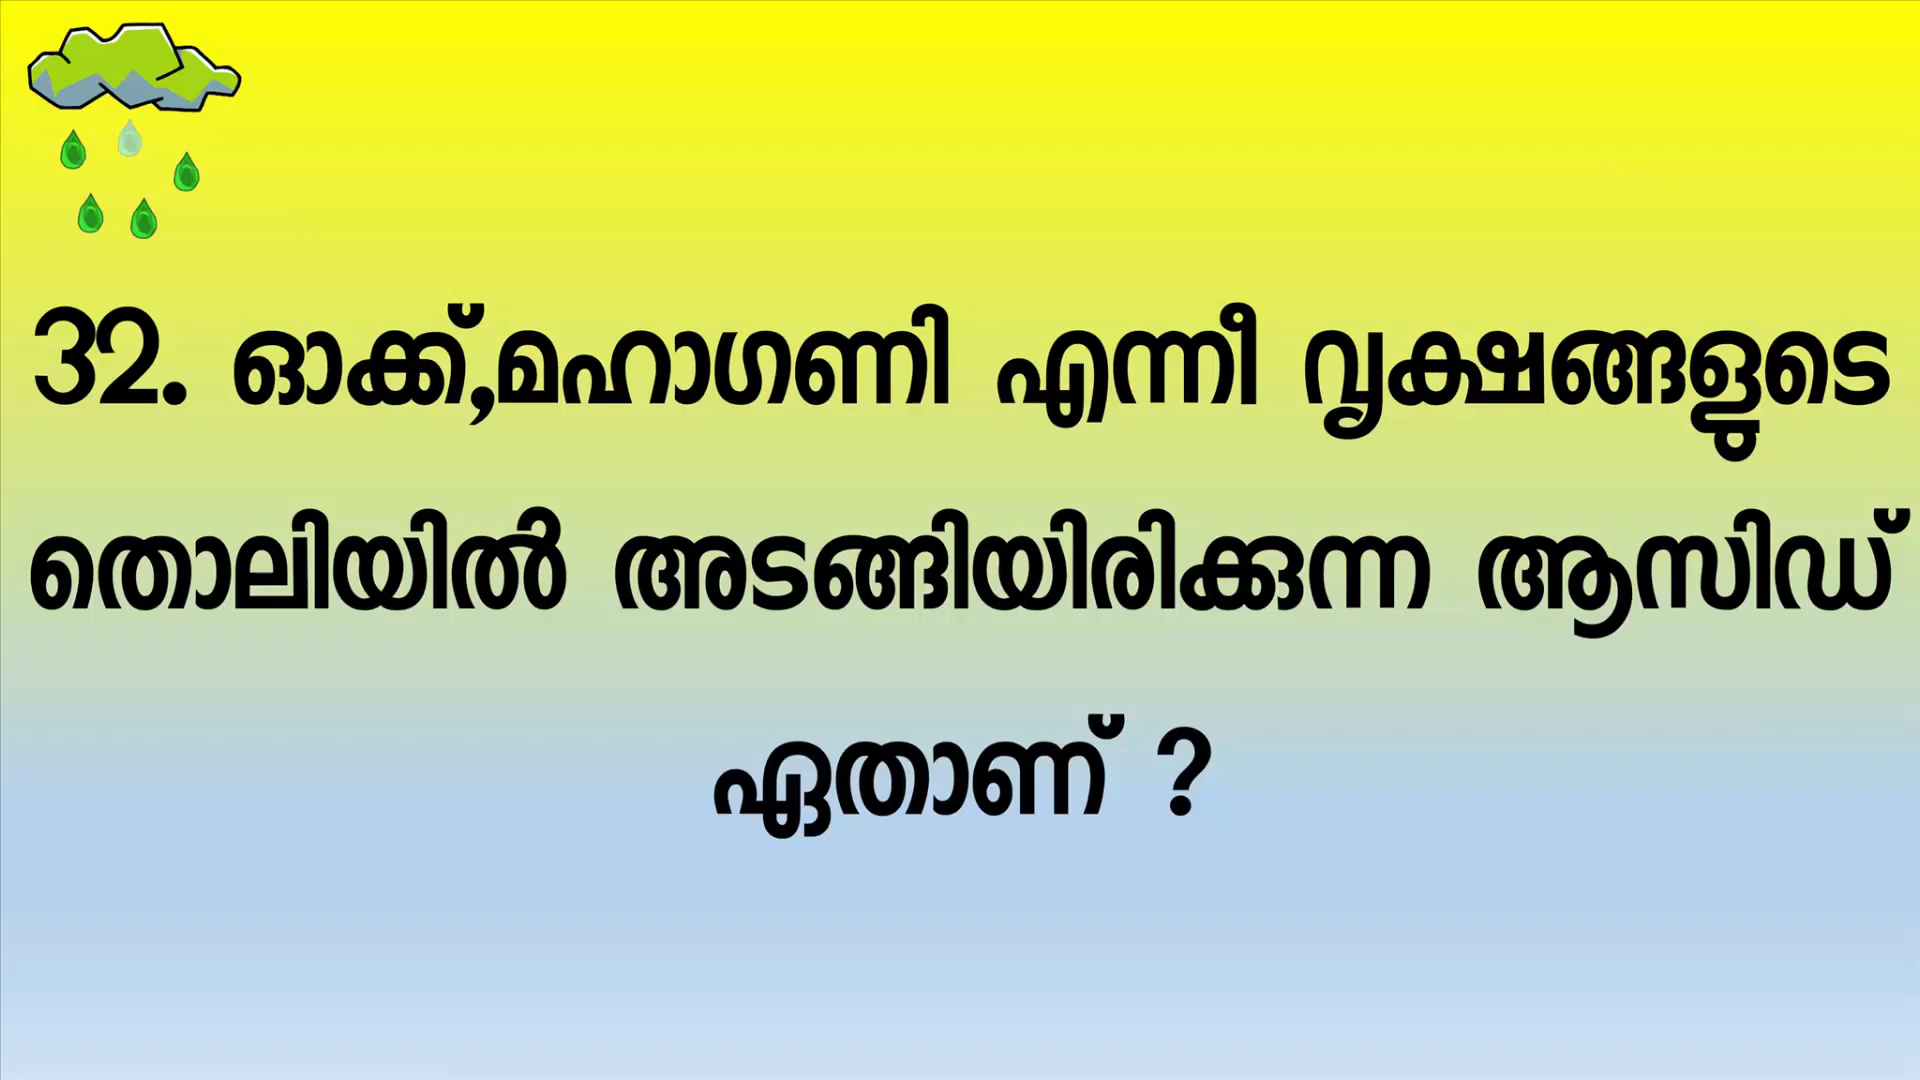 32. ഓക്ക്,മഹാഗണി എന്നീ വൃക്ഷങ്ങളുടെ
തൊലിയിൽ അടങ്ങിയിരിക്കുന്ന ആസിഡ്
ഏതാണ് ?